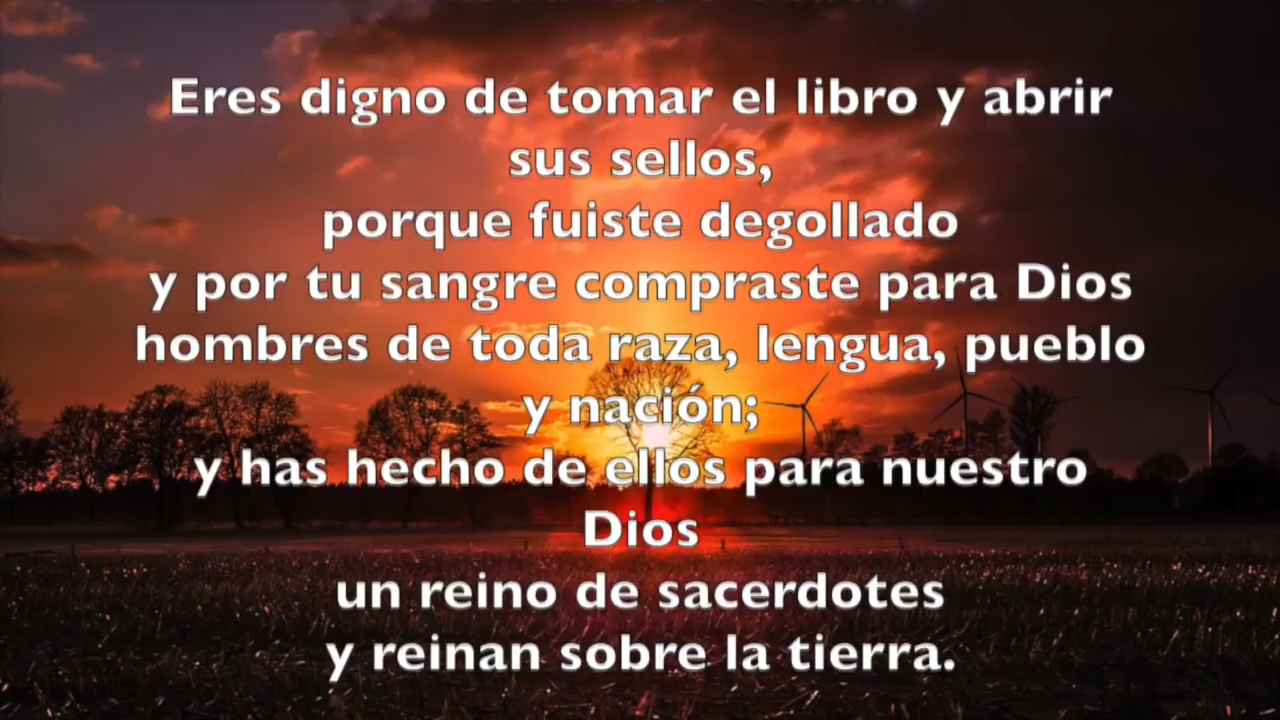 Eres digno de tomar el libro y abrir
sus sellos,
porque fuiste degollado
y por tu sangre compraste para Dios
hombres de toda raza, lengua, pueblo
y nación;
y has hecho de ellos para nuestro
Dios
un reino de sacerdotes
y reinan sobre la tierra.